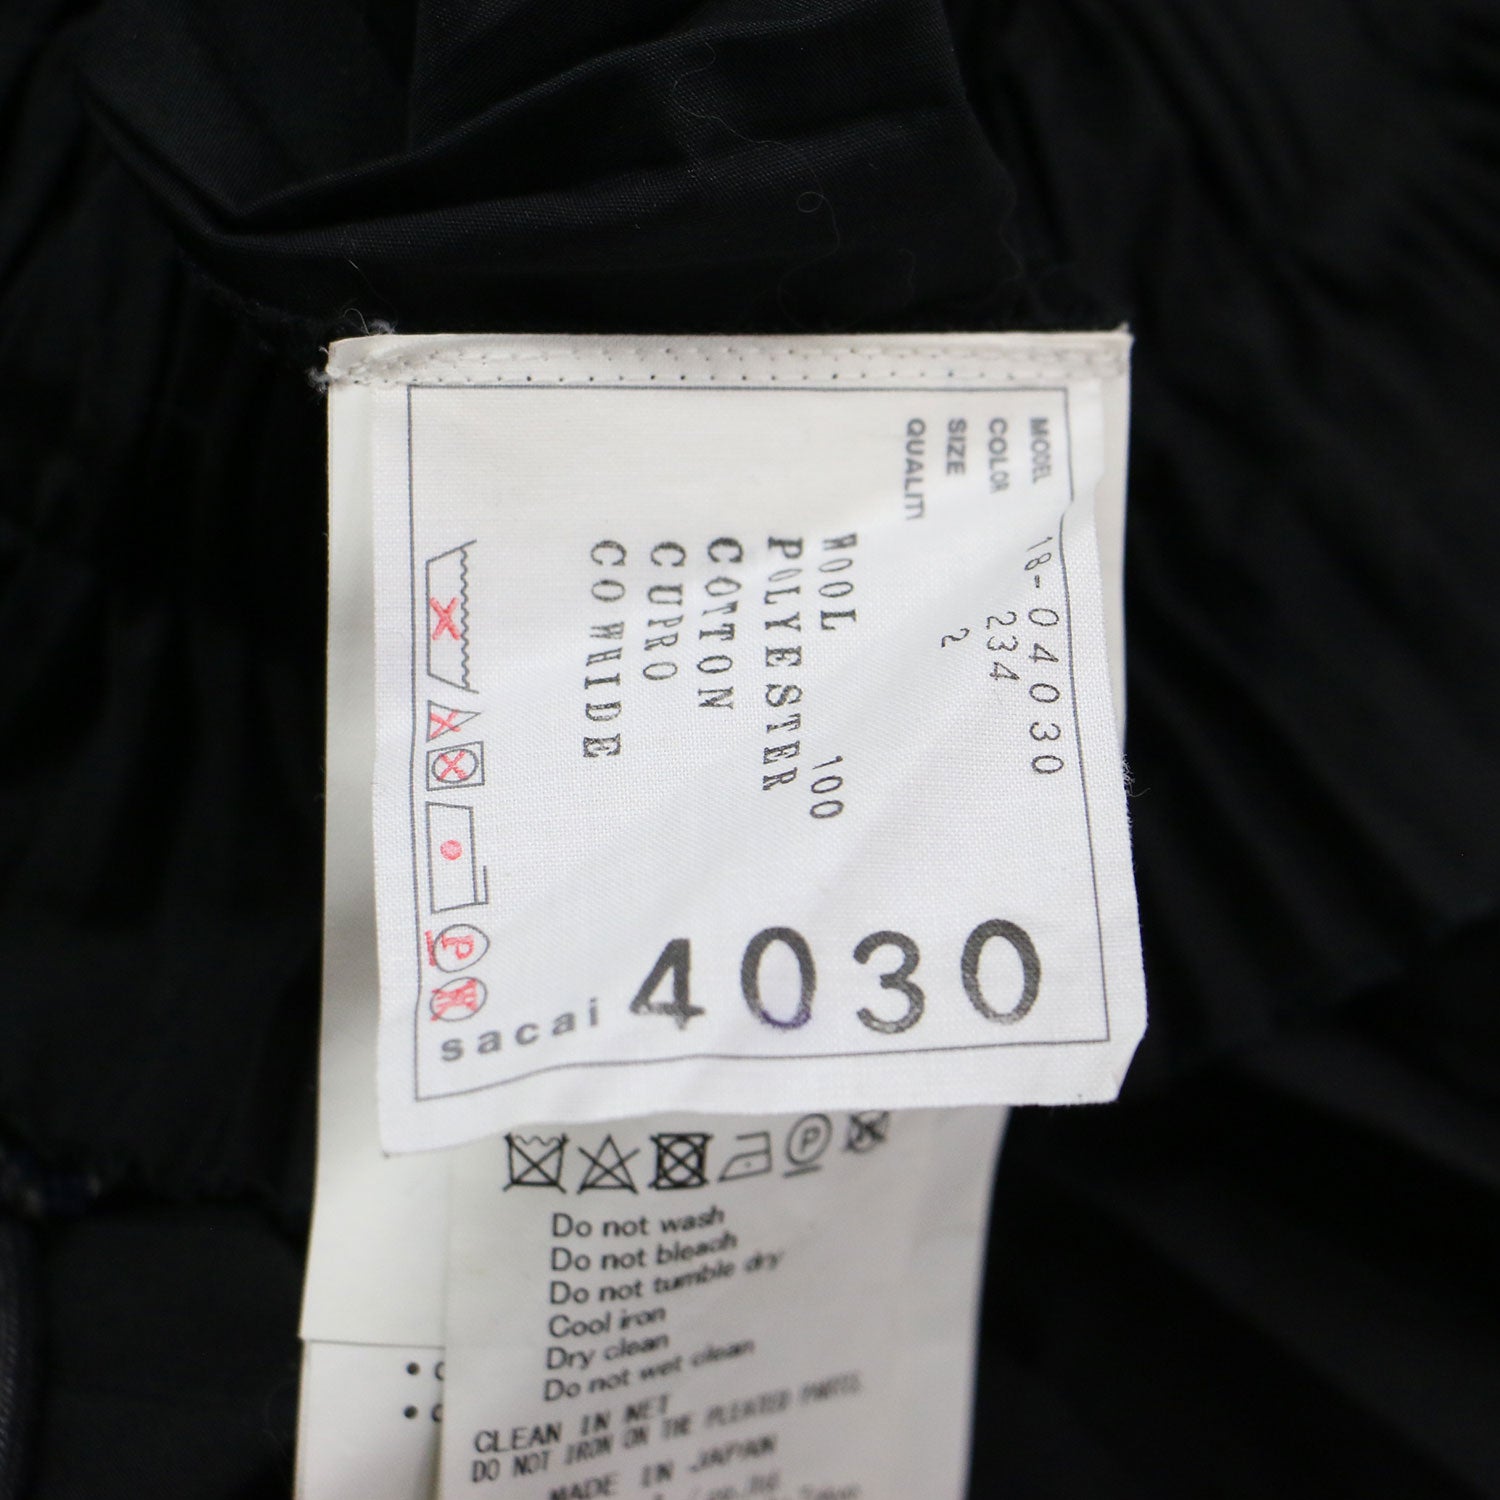 MODEL 18-04030
COLOR 234
SIZE 2
QUALITY
WOOL 100
POLYESTER
COTTON
CUPRO
COWHIDE
sacai 4030
P
P
Do not wash
Do not bleach
Do not tumble dry
Cool iron
Dry clean
Do not wet clean
CLEAN IN NET
DO NOT IRON ON THE PLEATED PARTS
MADE IN JAPAN